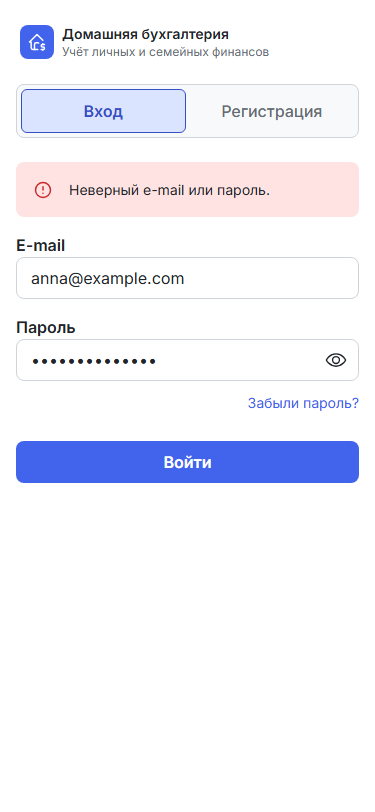 Домашняя бухгалтерия
Учёт личных и семейных финансов
Вход
Регистрация
Неверный e-mail или пароль.
E-mail
anna@example.com
Пароль
••••••••••••••
Забыли пароль?
Войти